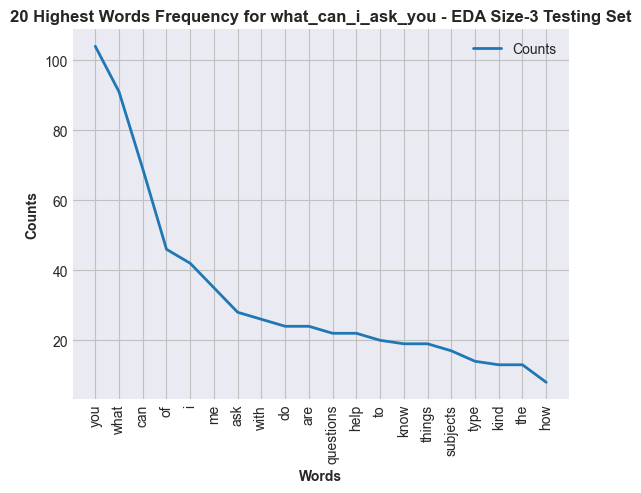 20 Highest Words Frequency for what_can_i_ask_you - EDA Size-3 Testing Set
Counts
100
80
60
40
20
Counts
you
what
can
of
i
me
ask
with
do
are
questions
help
to
know
things
subjects
type
kind
the
how
Words